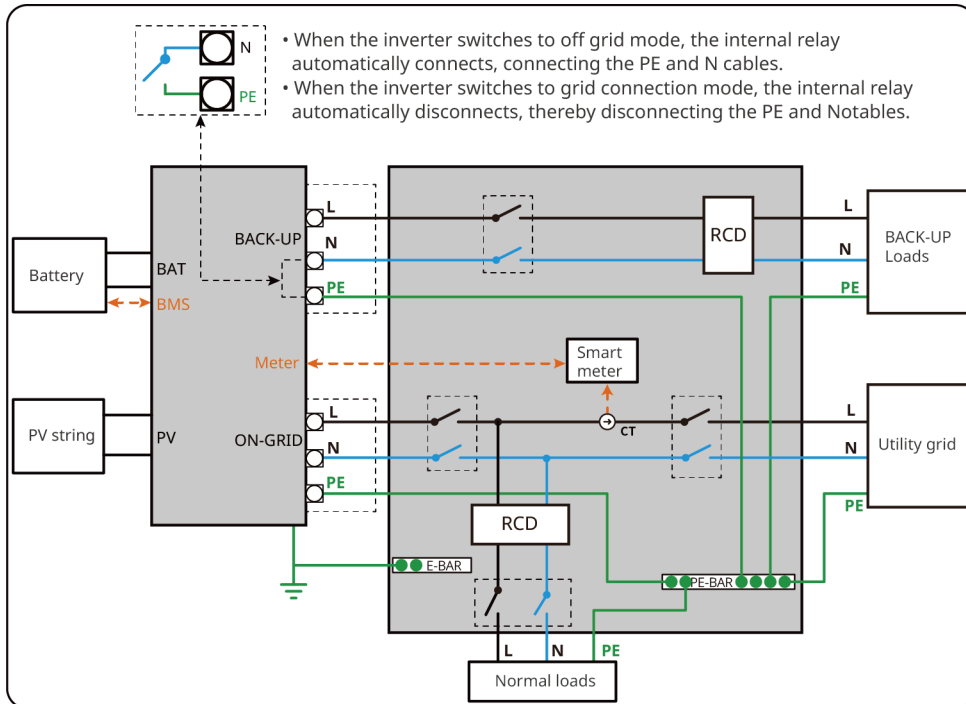 N
PE
• When the inverter switches to off grid mode, the internal relay
automatically connects, connecting the PE and N cables.
• When the inverter switches to grid connection mode, the internal relay
automatically disconnects, thereby disconnecting the PE and Notables.
L
N
PE
BACK-UP
RCD
L
N
PE
BACK-UP
Loads
Battery
BAT
BMS
Meter
Smart
meter
PV string
PV
ON-GRID
L
N
PE
CT
L
N
PE
Utility grid
RCD
E-BAR
PE-BAR
L
N
PE
Normal loads